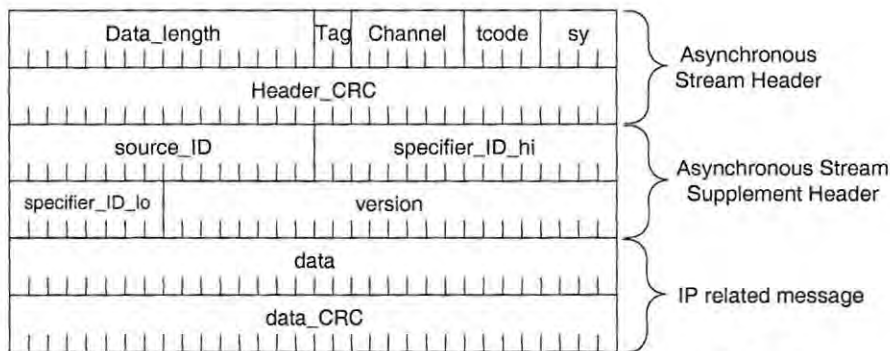 Data_length Tag Channel tcode sy
Header_CRC
Asynchronous
Stream Header
source_ID specifier_ID_hi
specifier_ID_lo version
Asynchronous Stream
Supplement Header
data
data_CRC
IP related message